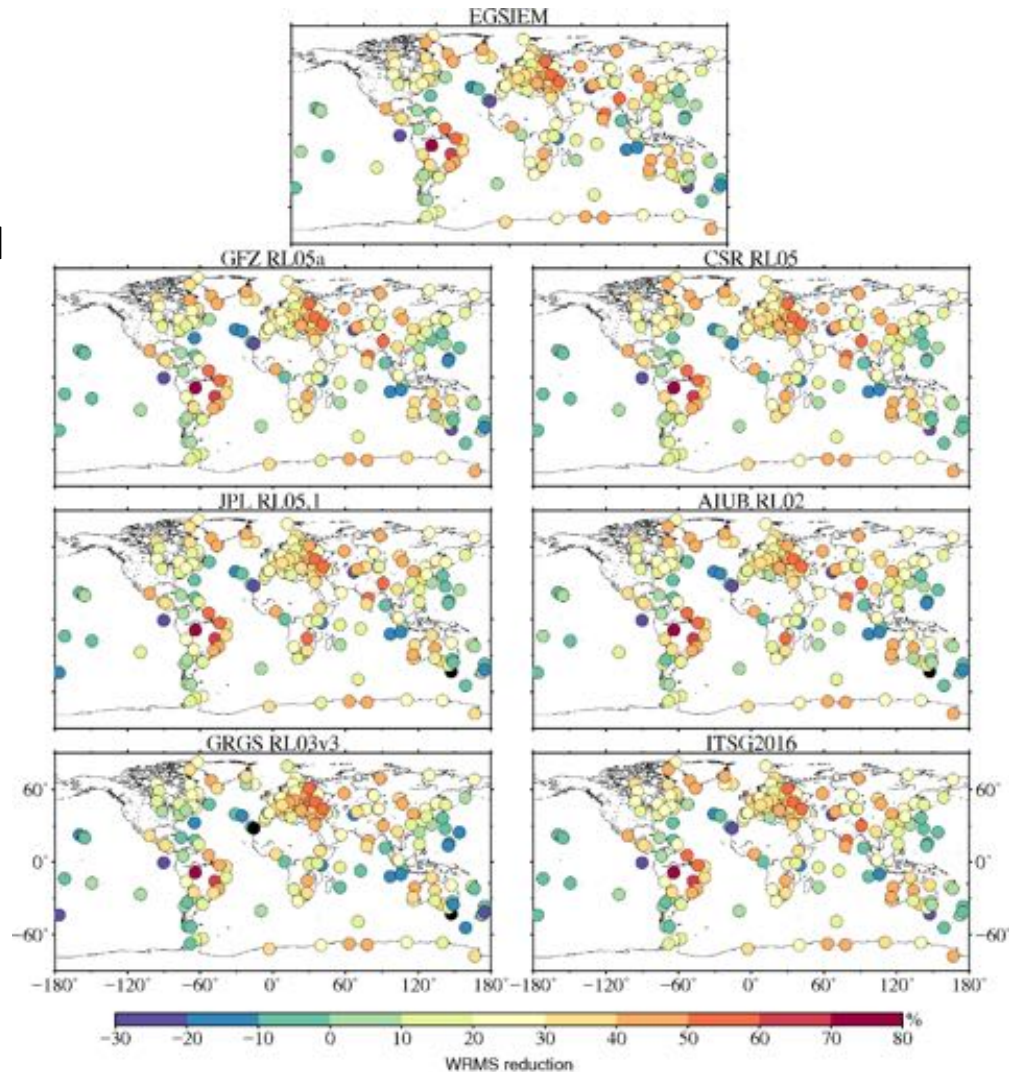 EGSIEM
GFZ RL05a
CSR RL05
JPL RL05.1
AIUB RL02
GRGS RL03v3
ITSG2016
60°
0°
−60°
60°
0°
−60°
−180° −120° −60° 0° 60° 120° 180°
−180° −120° −60° 0° 60° 120° 180°
−30 −20 −10 0 10 20 30 40 50 60 70 80 %
WRMS reduction